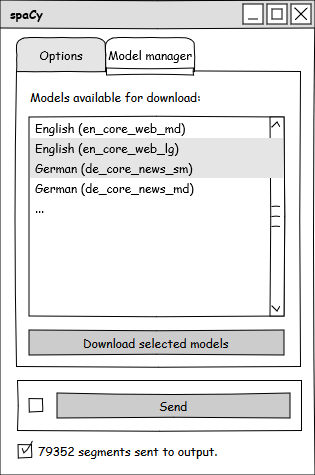 spaCy
Options
Model manager
Models available for download:
English (en_core_web_md)
English (en_core_web_lg)
German (de_core_news_sm)
German (de_core_news_md)
...
Download selected models
Send
79352 segments sent to output.